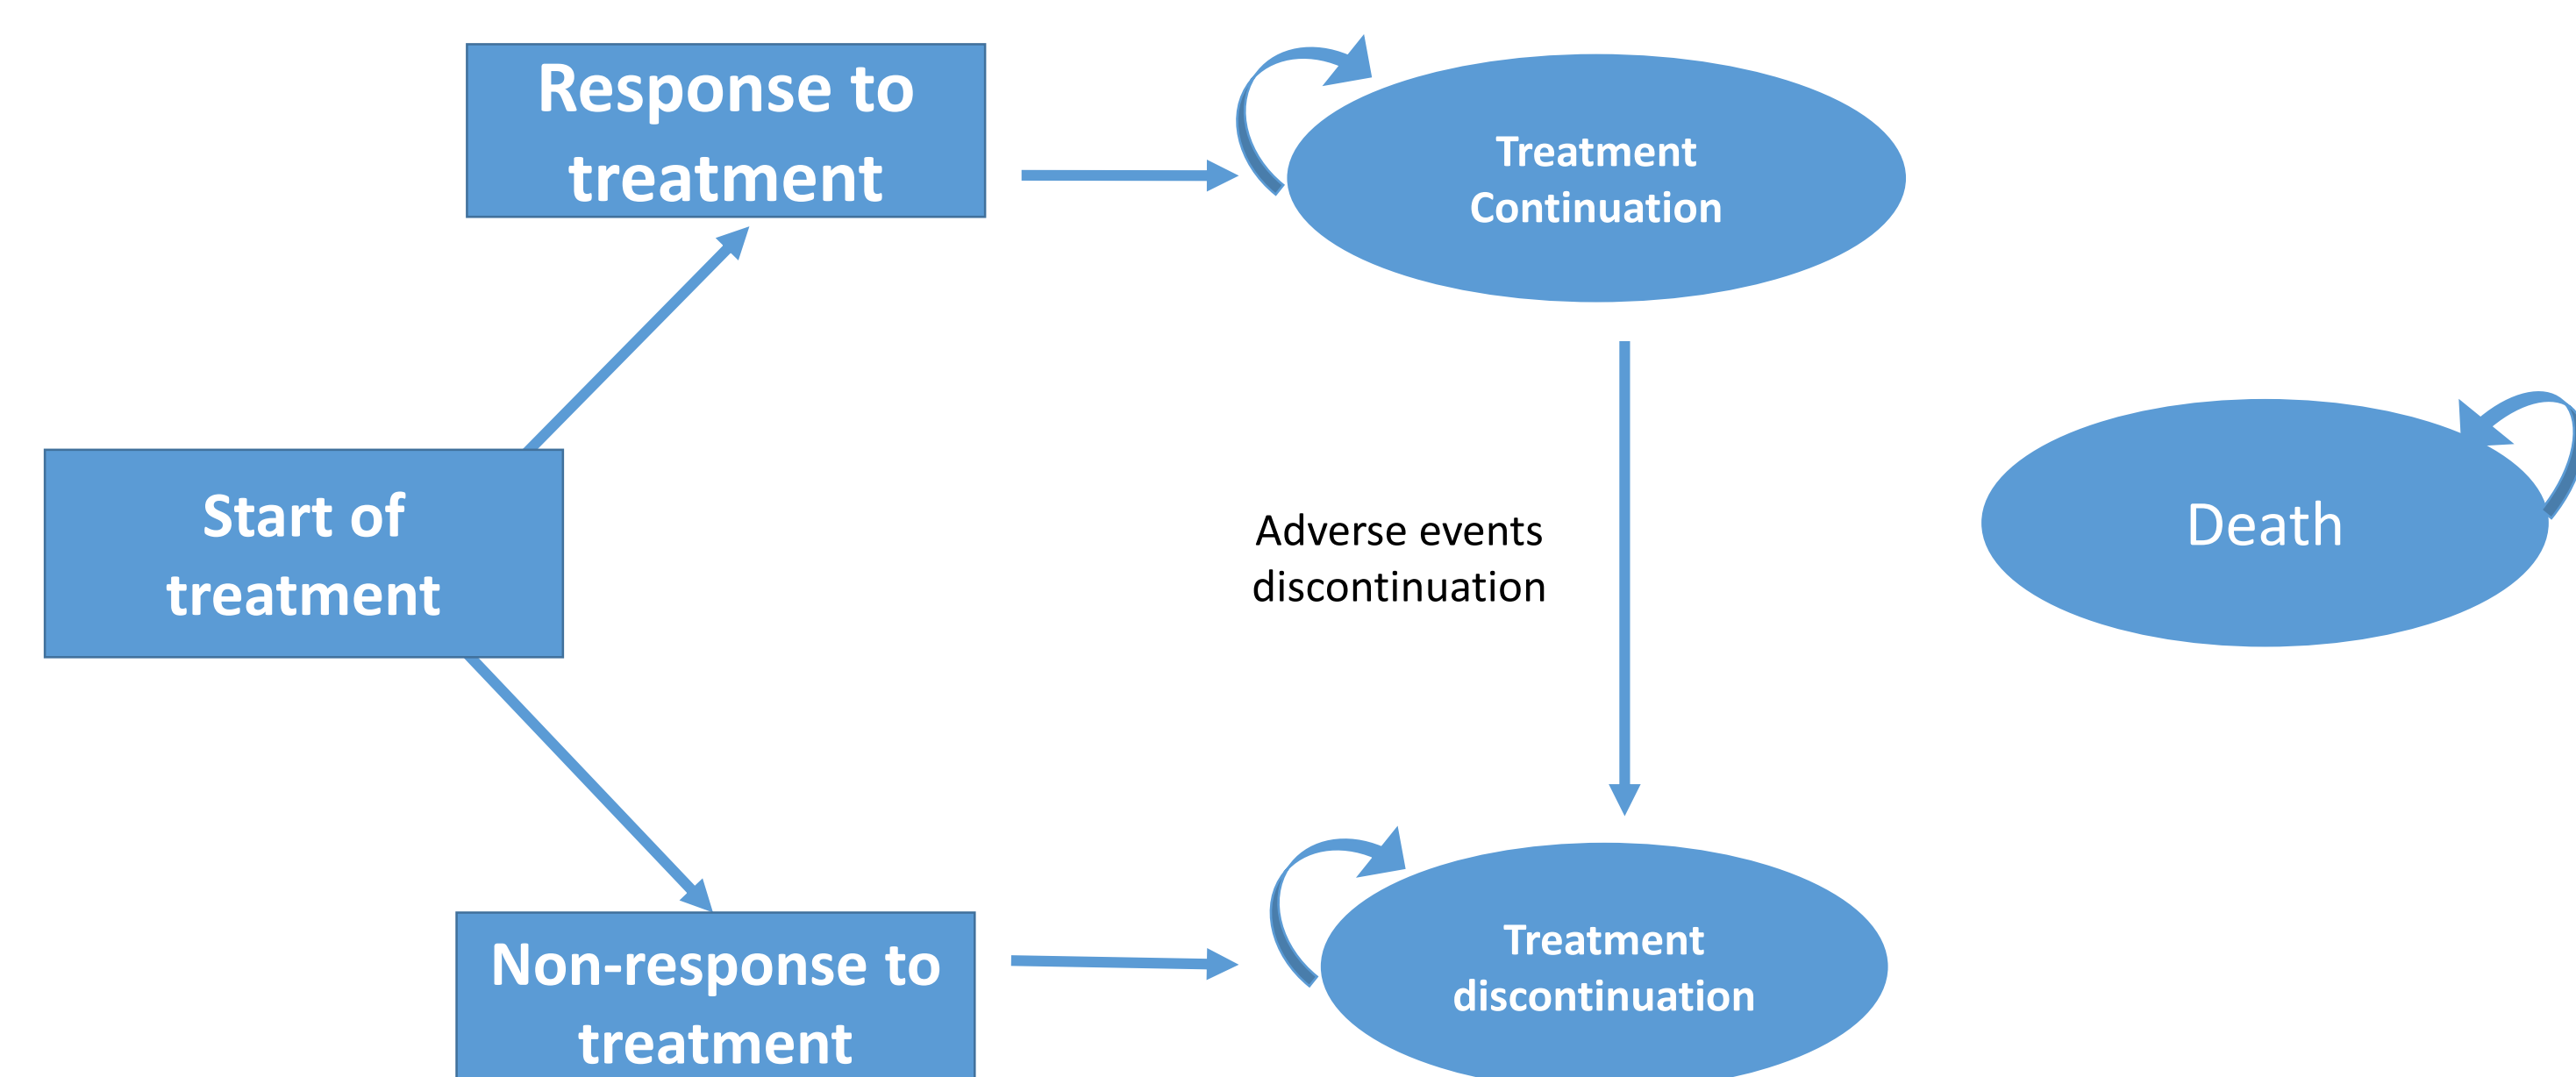 Response to
treatment
Treatment
Continuation
Start of
treatment
Adverse events
discontinuation
Death
Non-response to
treatment
Treatment
discontinuation